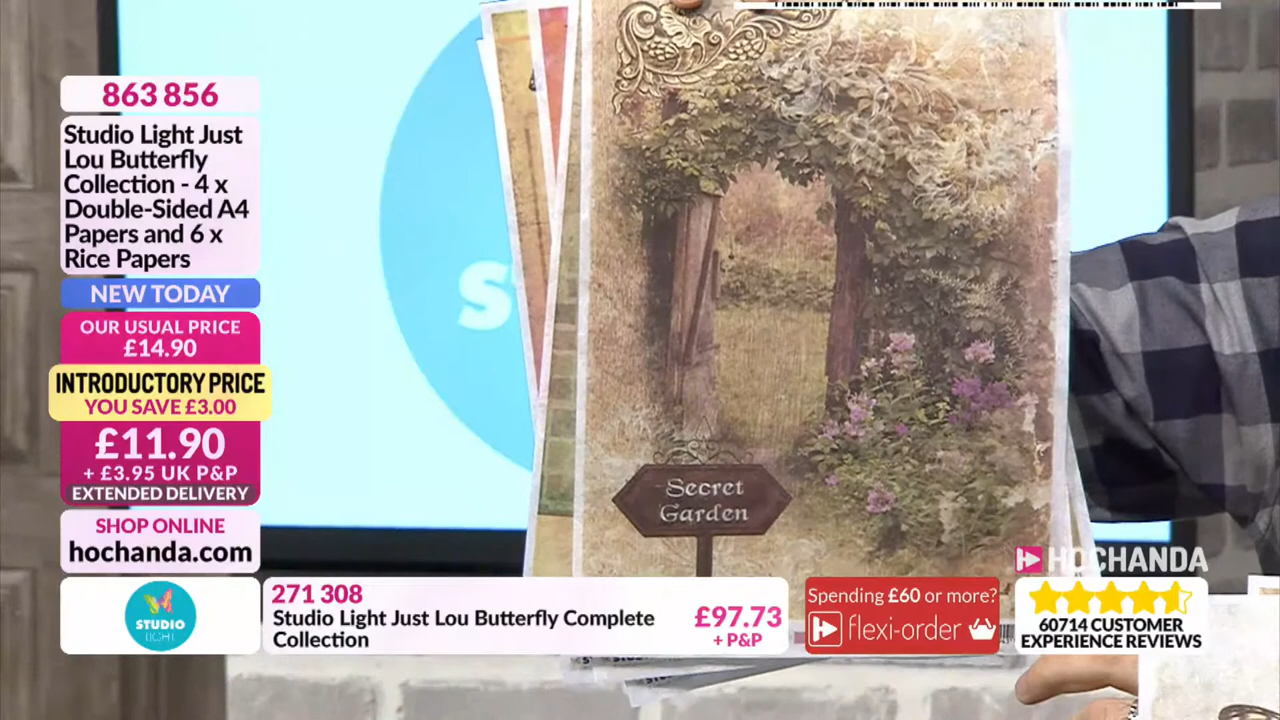 863 856
Studio Light Just
Lou Butterfly
Collection - 4 x
Double-Sided A4
Papers and 6 x
Rice Papers
NEW TODAY
OUR USUAL PRICE
£14.90
INTRODUCTORY PRICE
YOU SAVE £3.00
£11.90
+ £3.95 UK P&P
EXTENDED DELIVERY
SHOP ONLINE
hochanda.com
Secret
Garden
HOCHANDA
STUDIO
LIGHT
271 308
Studio Light Just Lou Butterfly Complete
Collection
£97.73
+ P&P
Spending £60 or more?
flexi-order
60714 CUSTOMER
EXPERIENCE REVIEWS